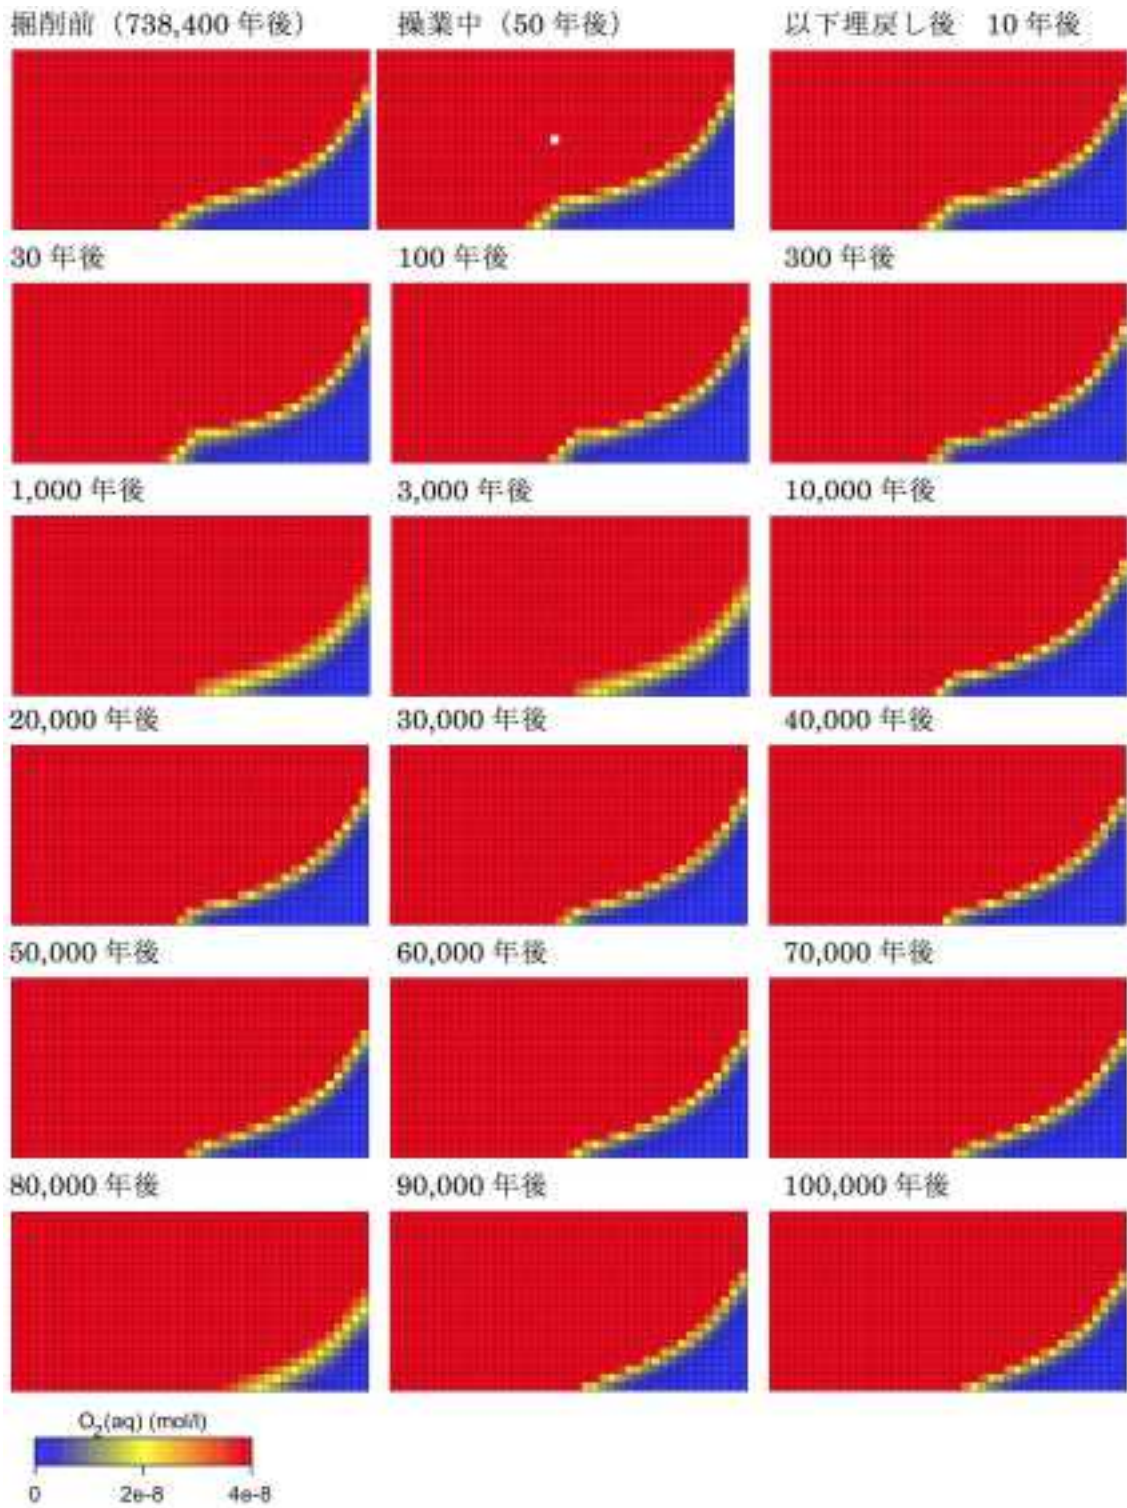 掘削前（738,400 年後）
操業中（50 年後）
以下埋戻し後　10 年後
30 年後
100 年後
300 年後
1,000 年後
3,000 年後
10,000 年後
20,000 年後
30,000 年後
40,000 年後
50,000 年後
60,000 年後
70,000 年後
80,000 年後
90,000 年後
100,000 年後
O2(aq) (mol/l)
0 2e-8 4e-8